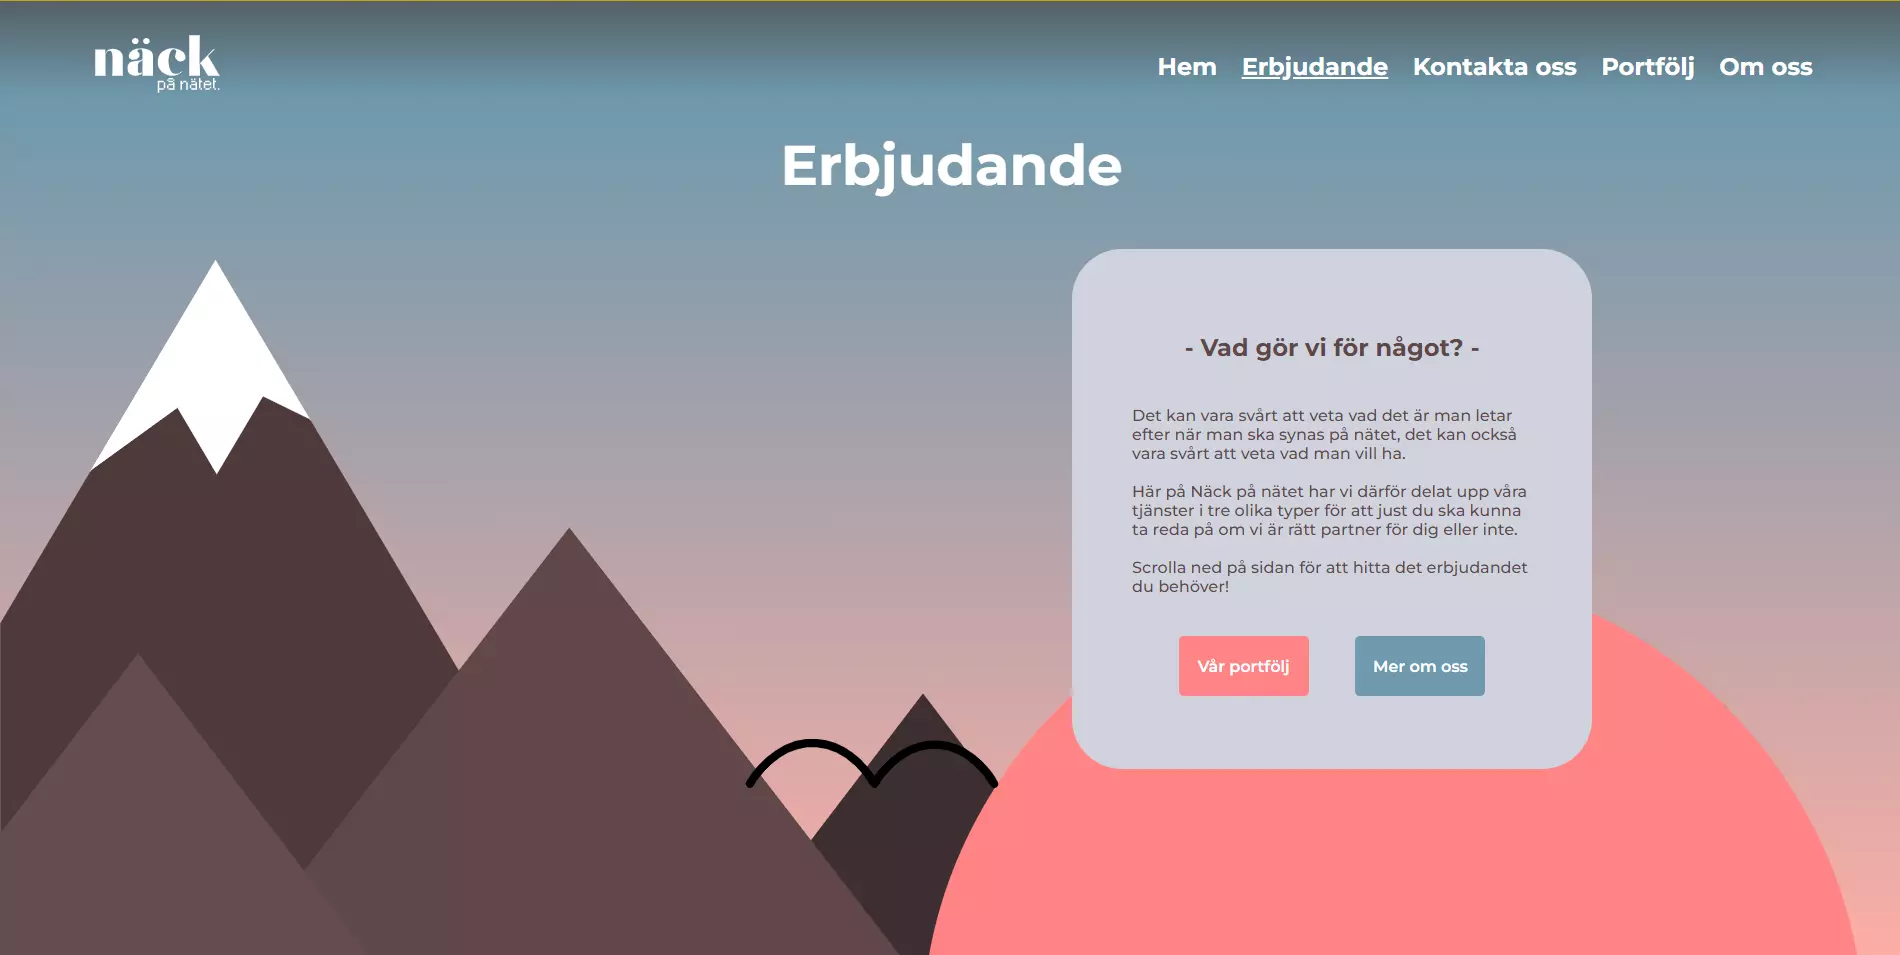 näck
på nätet.
Hem Erbjudande Kontakta oss Portfölj Om oss
Erbjudande
- Vad gör vi för något? -
Det kan vara svårt att veta vad det är man letar
efter när man ska synas på nätet, det kan också
vara svårt att veta vad man vill ha.
Här på Näck på nätet har vi därför delat upp våra
tjänster i tre olika typer för att just du ska kunna
ta reda på om vi är rätt partner för dig eller inte.
Scrolla ned på sidan för att hitta det erbjudandet
du behöver!
Vår portfölj Mer om oss